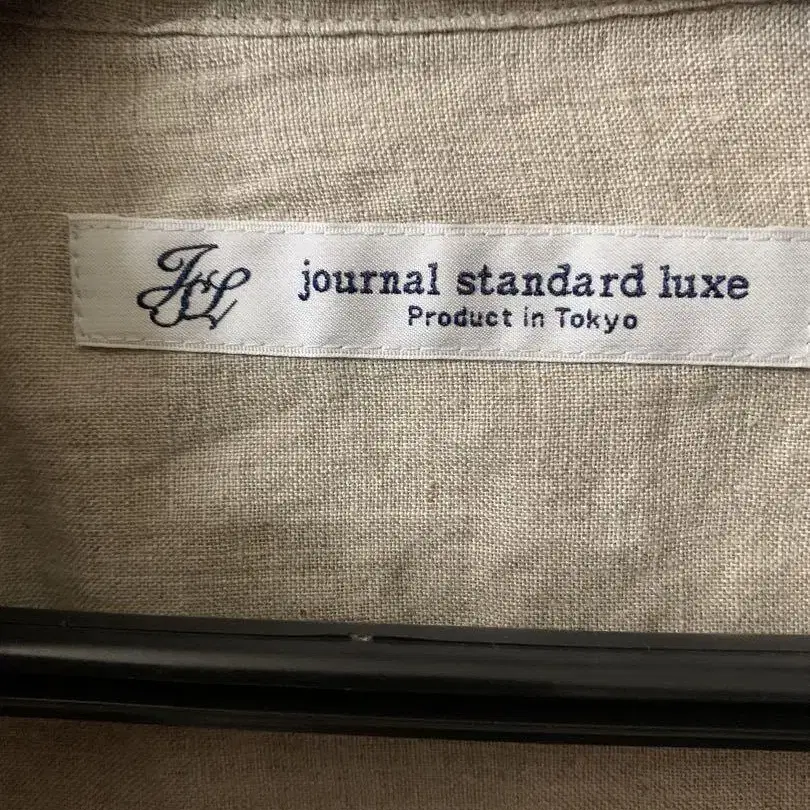 JSL
journal standard luxe
Product in Tokyo